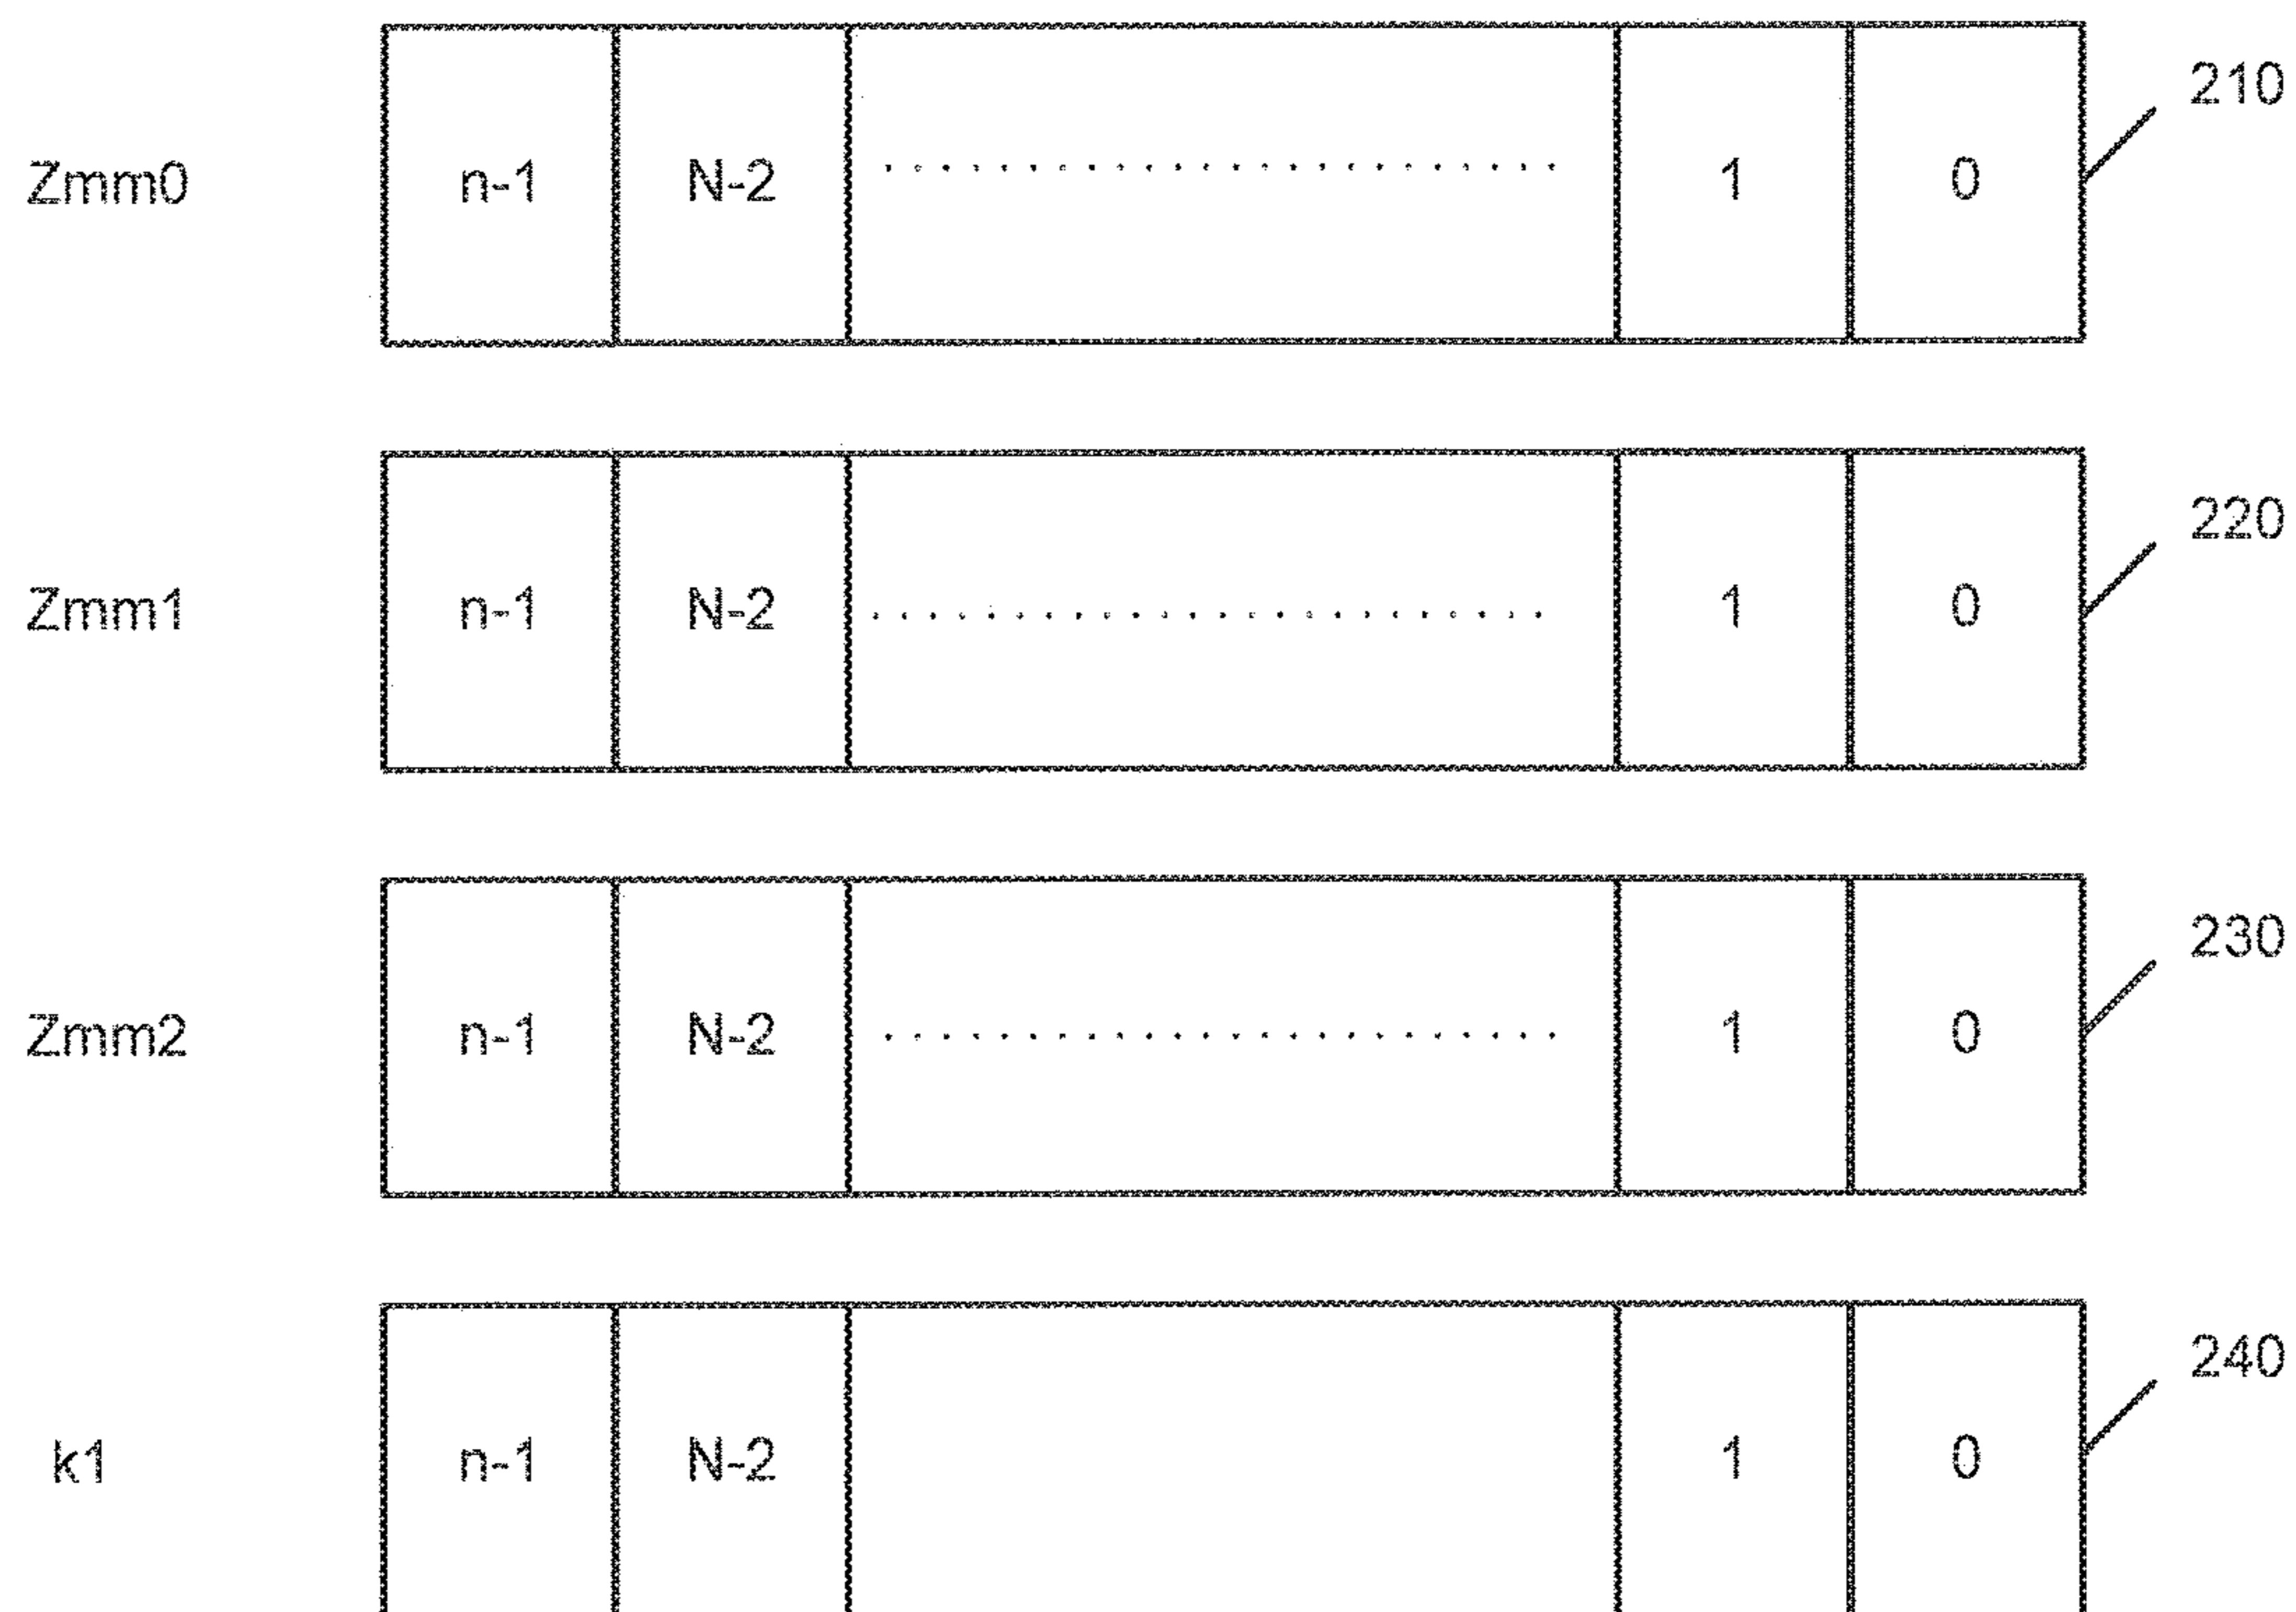 210
Zmm0 n-1 N-2 1 0
220
Zmm1 n-1 N-2 1 0
230
Zmm2 n-1 N-2 1 0
240
k1 n-1 N-2 1 0